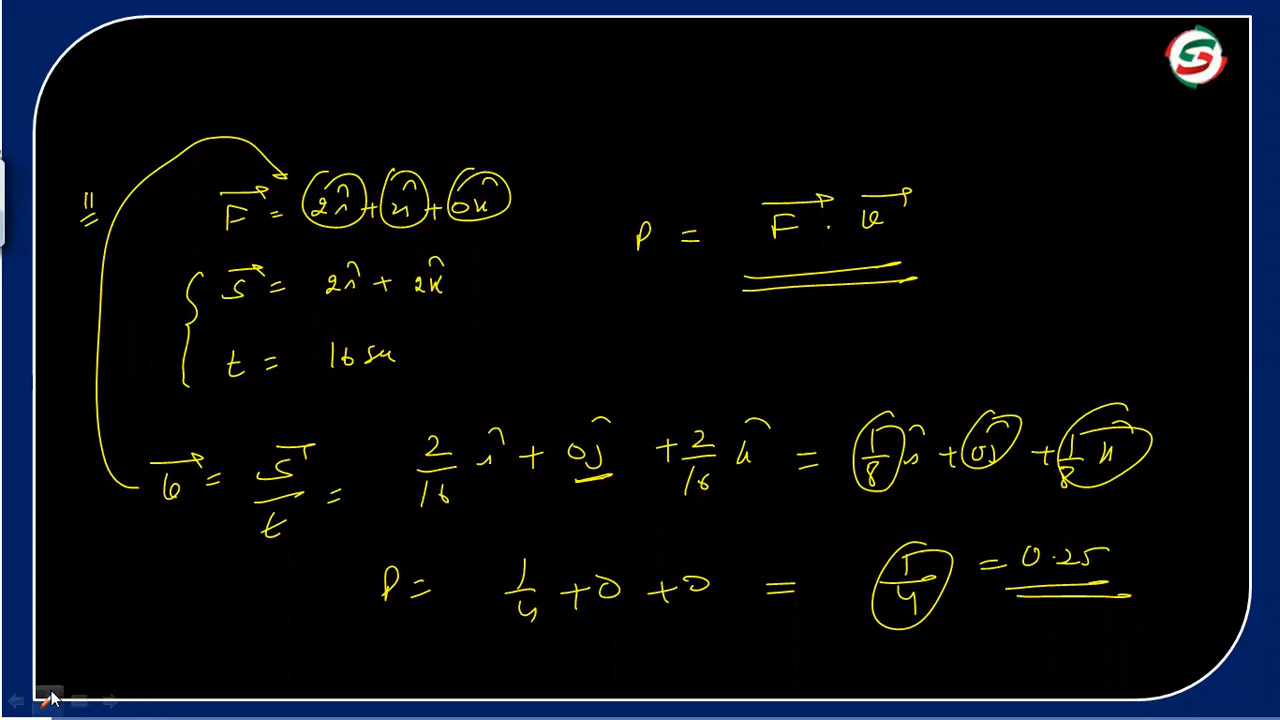 11
F = 2î + î + 0k̂
P = F . v
S = 2î + 2k̂
t = 16 sec
v = S/t = 2/16 î + 0ĵ + 2/16 k̂ = 1/8 î + 0ĵ + 1/8 k̂
P = 1/4 + 0 + 0 = 1/4 = 0.25